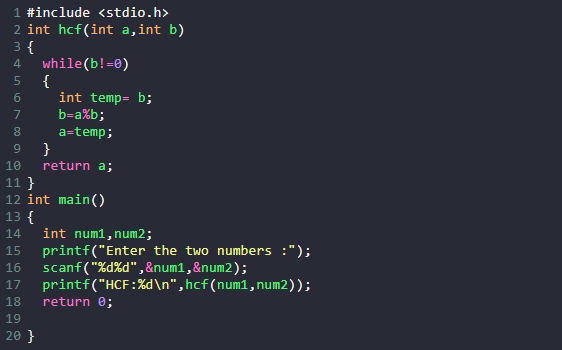 1 #include <stdio.h>
2 int hcf(int a,int b)
3 {
4   while(b!=0)
5   {
6     int temp= b;
7     b=a%b;
8     a=temp;
9   }
10   return a;
11 }
12 int main()
13 {
14   int num1,num2;
15   printf("Enter the two numbers :");
16   scanf("%d%d",&num1,&num2);
17   printf("HCF:%d\n",hcf(num1,num2));
18   return 0;
19
20 }